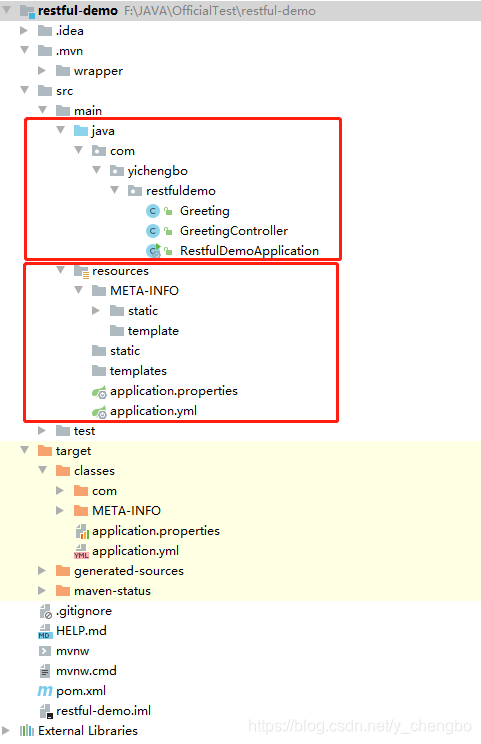 restful-demo F:\JAVA\OfficialTest\restful-demo
.idea
.mvn
wrapper
src
main
java
com
yichengbo
restfuldemo
Greeting
GreetingController
RestfulDemoApplication
resources
META-INFO
static
template
static
templates
application.properties
application.yml
test
target
classes
com
META-INFO
application.properties
application.yml
generated-sources
maven-status
.gitignore
HELP.md
mvnw
mvnw.cmd
pom.xml
restful-demo.iml
External Libraries
https://blog.csdn.net/y_chengbo